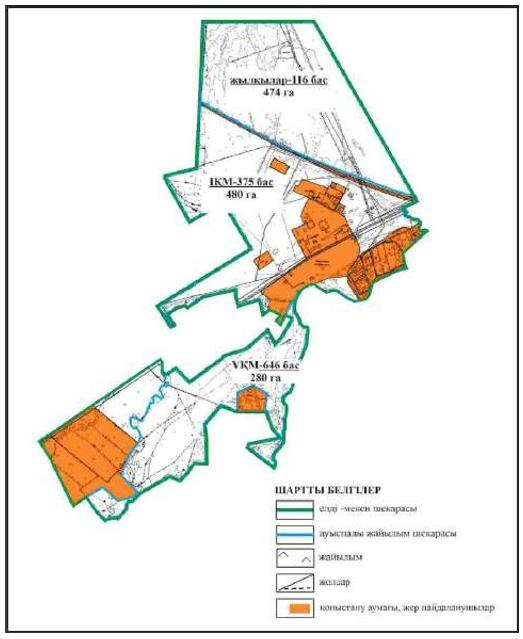 жылқылар-116 бас
474 га
ІҚМ-375 бас
480 га
ҰҚМ-646 бас
280 га
ШАРТТЫ БЕЛГІЛЕР
елді -мекен шекарасы
ауыспалы жайылым шекарасы
жайылым
жолдар
қоныстану аумағы, жер пайдаланушылар